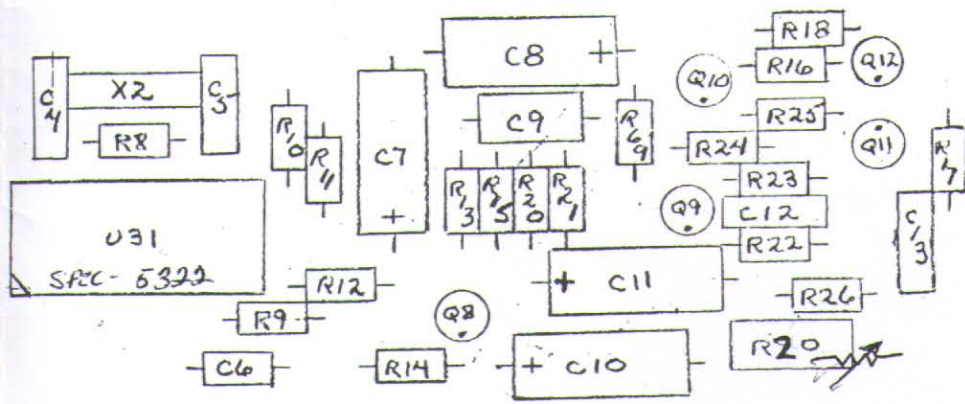 R18
C8 +
R16
Q10
Q12
C4
X2
C5
R10
C9
R69
R25
R8
R11
C7
R24
Q11
R17
R13
R15
R20
R21
R23
+
Q9
C12
C13
U31
SPEC-5322
R22
R12
+ C11
R26
R9
Q8
R20
C6
R14
+ C10